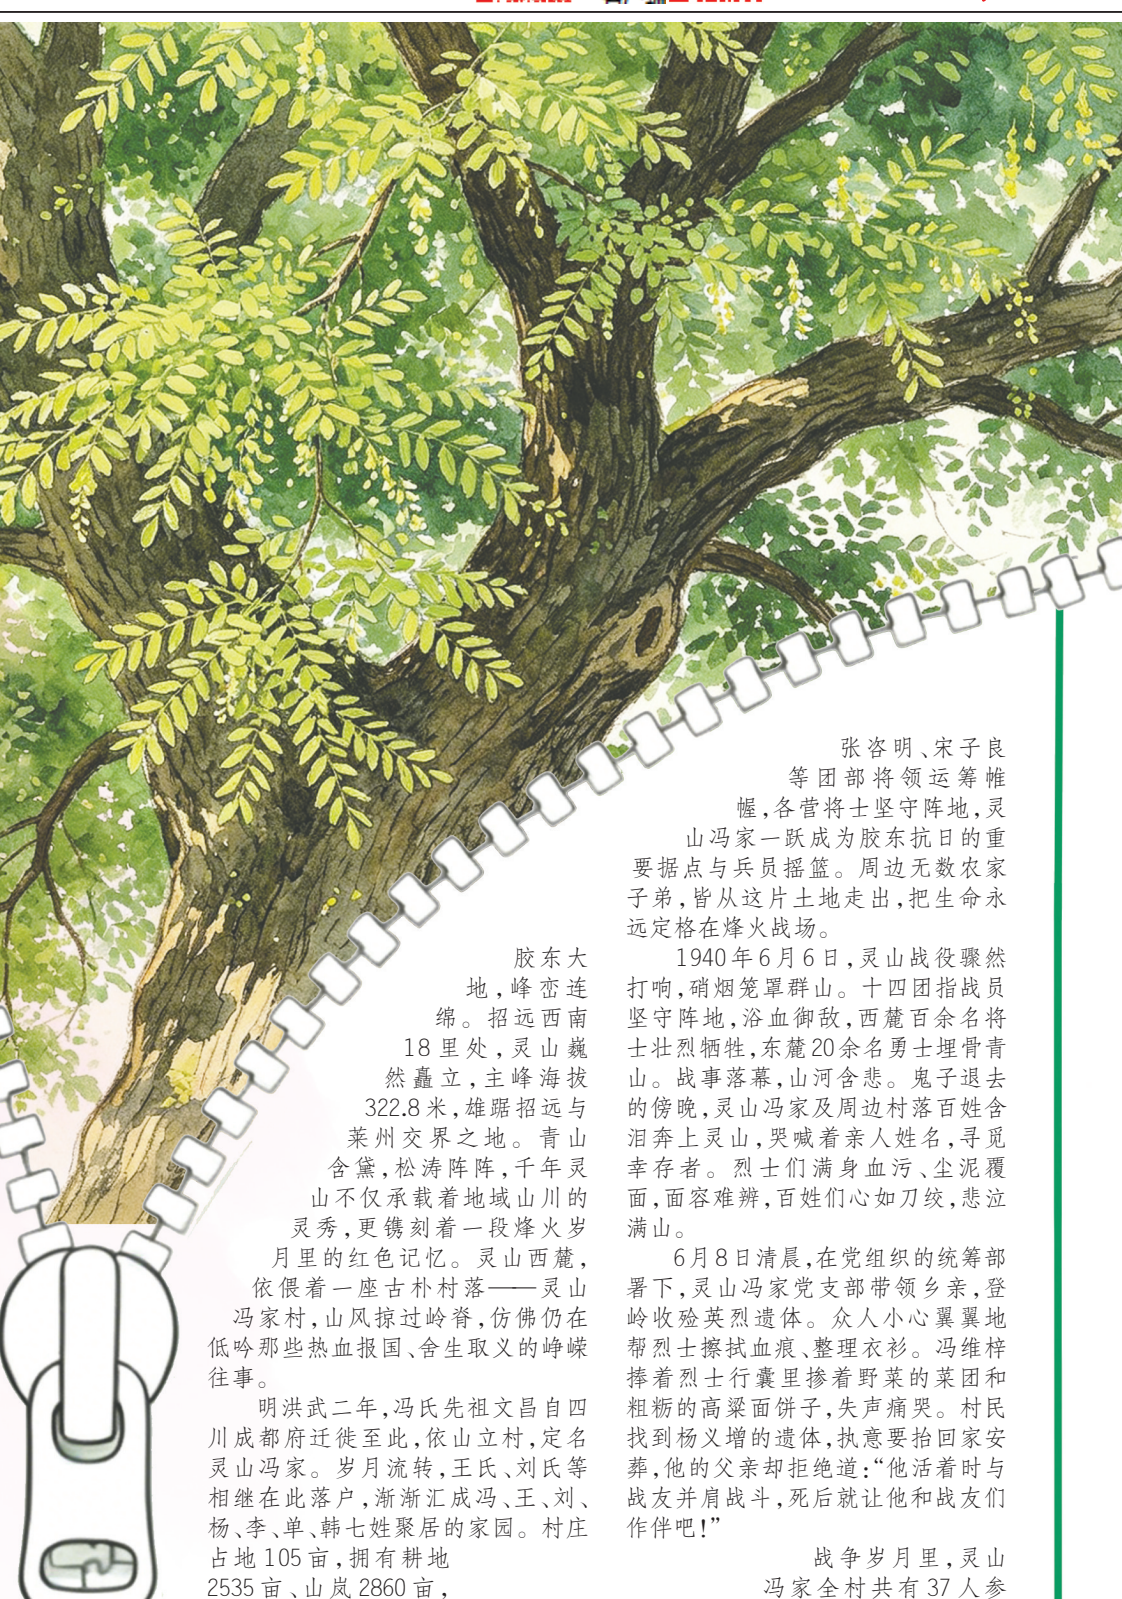 胶东大
地，峰峦连
绵。招远西南
18里处，灵山巍
然矗立，主峰海拔
322.8米，雄踞招远与
莱州交界之地。青山
含黛，松涛阵阵，千年灵
山不仅承载着地域山川的
灵秀，更镌刻着一段烽火岁
月里的红色记忆。灵山西麓，
依偎着一座古朴村落——灵山
冯家村，山风掠过岭脊，仿佛仍在
低吟那些热血报国、舍生取义的峥嵘
往事。
明洪武二年，冯氏先祖文昌自四
川成都府迁徙至此，依山立村，定名
灵山冯家。岁月流转，王氏、刘氏等
相继在此落户，渐渐汇成冯、王、刘、
杨、李、单、韩七姓聚居的家园。村庄
占地105亩，拥有耕地
2535亩、山岚2860亩，
张咨明、宋子良
等团部将领运筹帷
幄，各营将士坚守阵地，灵
山冯家一跃成为胶东抗日的重
要据点与兵员摇篮。周边无数农家
子弟，皆从这片土地走出，把生命永
远定格在烽火战场。
1940年6月6日，灵山战役骤然
打响，硝烟笼罩群山。十四团指战员
坚守阵地，浴血御敌，西麓百余名将
士壮烈牺牲，东麓20余名勇士埋骨青
山。战事落幕，山河含悲。鬼子退去
的傍晚，灵山冯家及周边村落百姓含
泪奔上灵山，哭喊着亲人姓名，寻觅
幸存者。烈士们满身血污、尘泥覆
面，面容难辨，百姓们心如刀绞，悲泣
满山。
6月8日清晨，在党组织的统筹部
署下，灵山冯家党支部带领乡亲，登
岭收殓英烈遗体。众人小心翼翼地
帮烈士擦拭血痕、整理衣衫。冯维梓
捧着烈士行囊里掺着野菜的菜团和
粗粝的高粱面饼子，失声痛哭。村民
找到杨义增的遗体，执意要抬回家安
葬，他的父亲却拒绝道：“他活着时与
战友并肩战斗，死后就让他和战友们
作伴吧！”
战争岁月里，灵山
冯家全村共有37人参